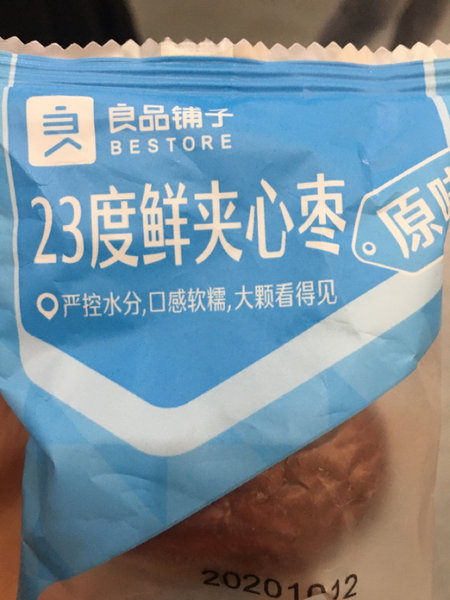 良品铺子
BESTORE
23度鲜夹心枣
原味
严控水分,口感软糯,大颗看得见
20201012